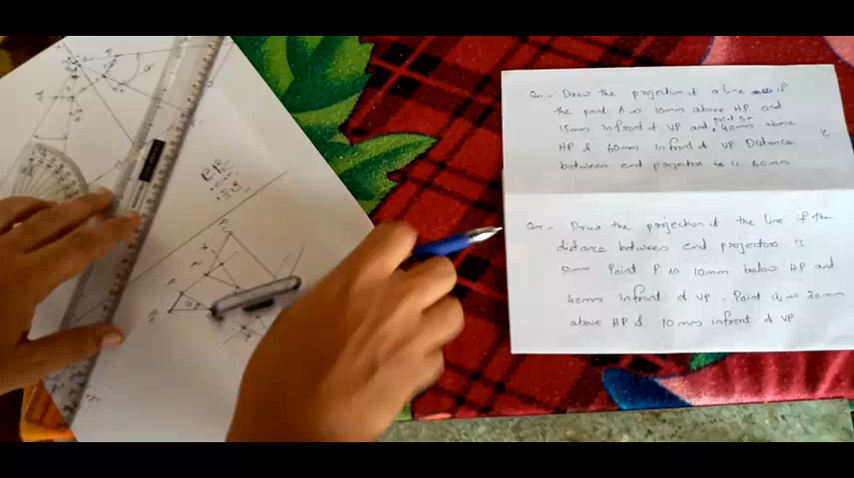 Qn - Draw the projection of a line if
the point A is 10mm above HP and
15mm infront of VP and point B is 40mm above
HP & 60mm infront of VP Distance
between end projectors is 60mm
Qn - Draw the projection of the line if the
distance between end projectors is
50mm Point P is 10mm below HP and
40mm infront of VP. Point Q is 20mm
above HP & 10mm infront of VP